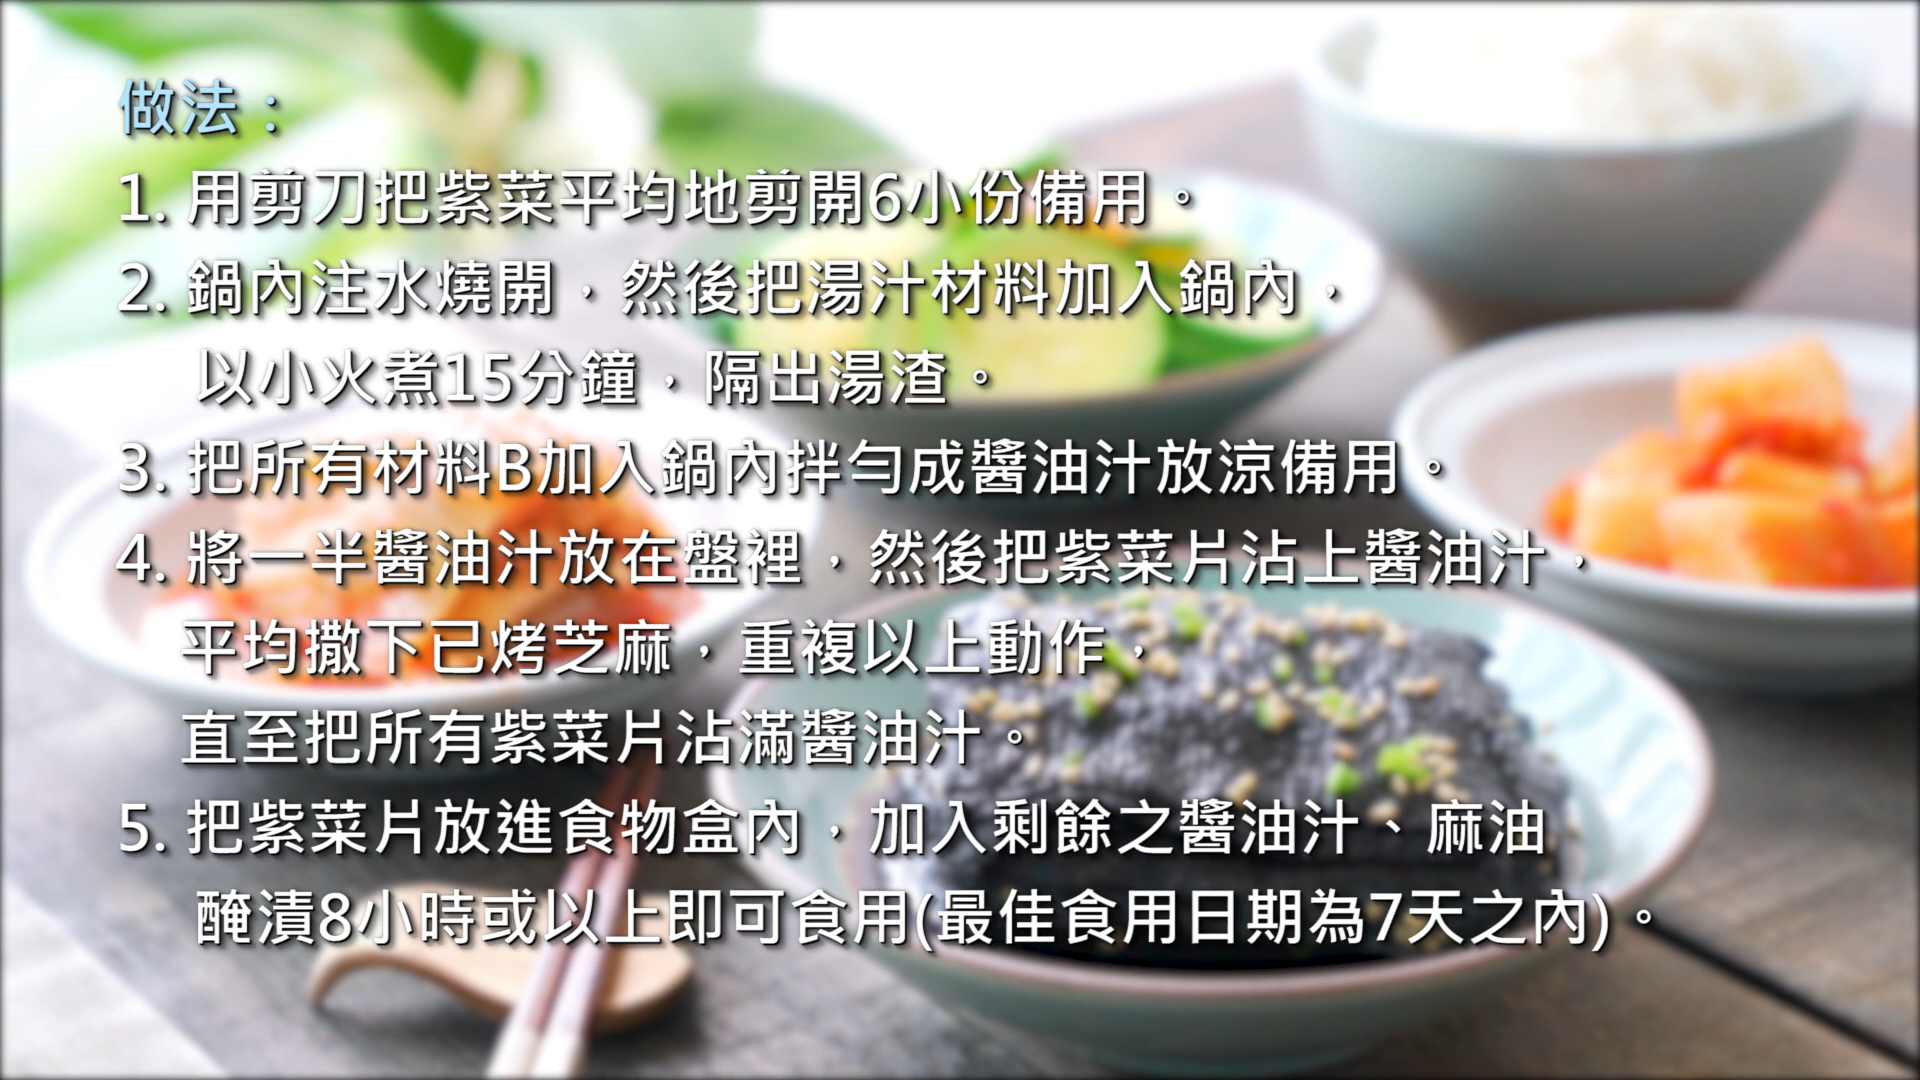 做法：
1. 用剪刀把紫菜平均地剪開6小份備用。
2. 鍋內注水燒開，然後把湯汁材料加入鍋內，
以小火煮15分鐘，隔出湯渣。
3. 把所有材料B加入鍋內拌勻成醬油汁放涼備用。
4. 將一半醬油汁放在盤裡，然後把紫菜片沾上醬油汁，
平均撒下已烤芝麻，重複以上動作，
直至把所有紫菜片沾滿醬油汁。
5. 把紫菜片放進食物盒內，加入剩餘之醬油汁、麻油
醃漬8小時或以上即可食用(最佳食用日期為7天之內)。